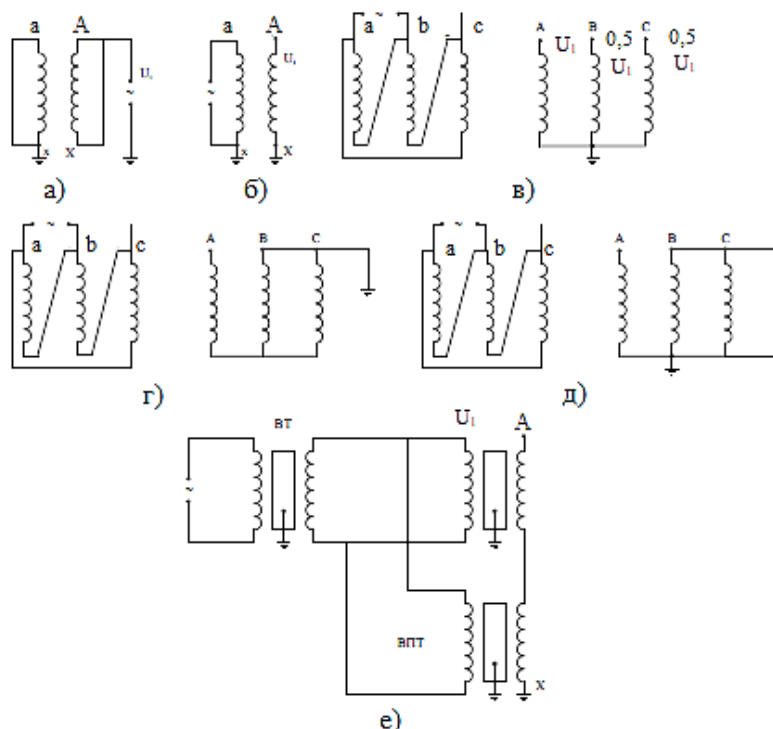 a A
U₁
~
x X
а)
a A
U₁
~
x X
б)
~
a b c
в)
A B C
U₁ 0,5 U₁ 0,5 U₁
~
a b c
A B C
г)
~
a b c
A B C
д)
ВТ U₁ A
~
ВПТ
x
е)